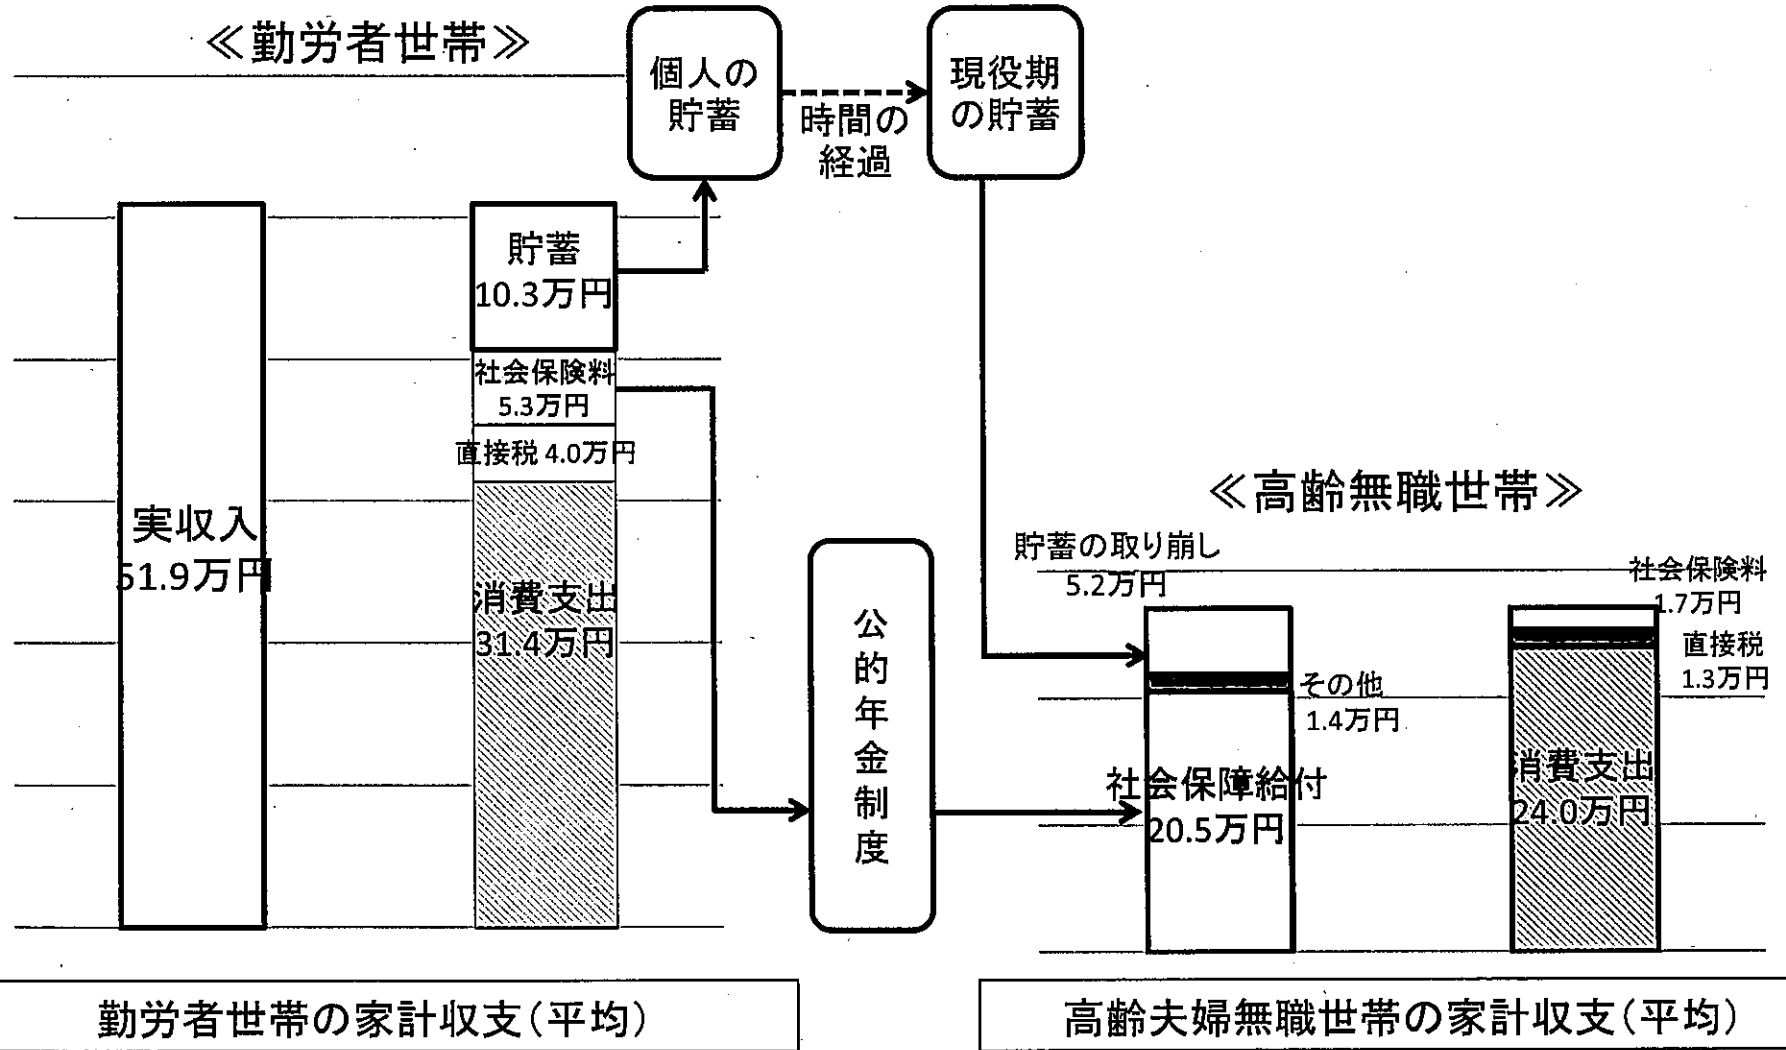 ≪勤労者世帯≫
個人の
貯蓄
時間の
経過
現役期
の貯蓄
貯蓄
10.3万円
社会保険料
5.3万円
直接税 4.0万円
実収入
51.9万円
消費支出
31.4万円
公的年金制度
≪高齢無職世帯≫
貯蓄の取り崩し
5.2万円
社会保険料
1.7万円
直接税
1.3万円
その他
1.4万円
社会保障給付
20.5万円
消費支出
24.0万円
勤労者世帯の家計収支(平均)
高齢夫婦無職世帯の家計収支(平均)